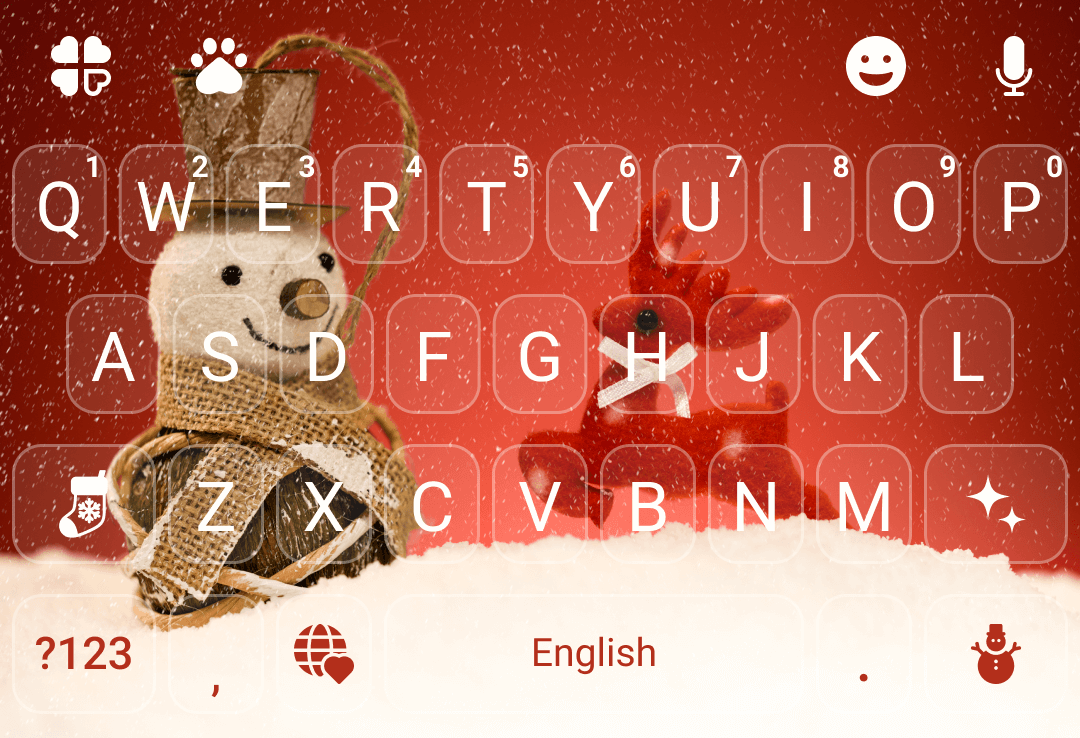 1 2 3 4 5 6 7 8 9 0
Q W E R T Y U I O P
A S D F G H J K L
Z X C V B N M
?123 , English .